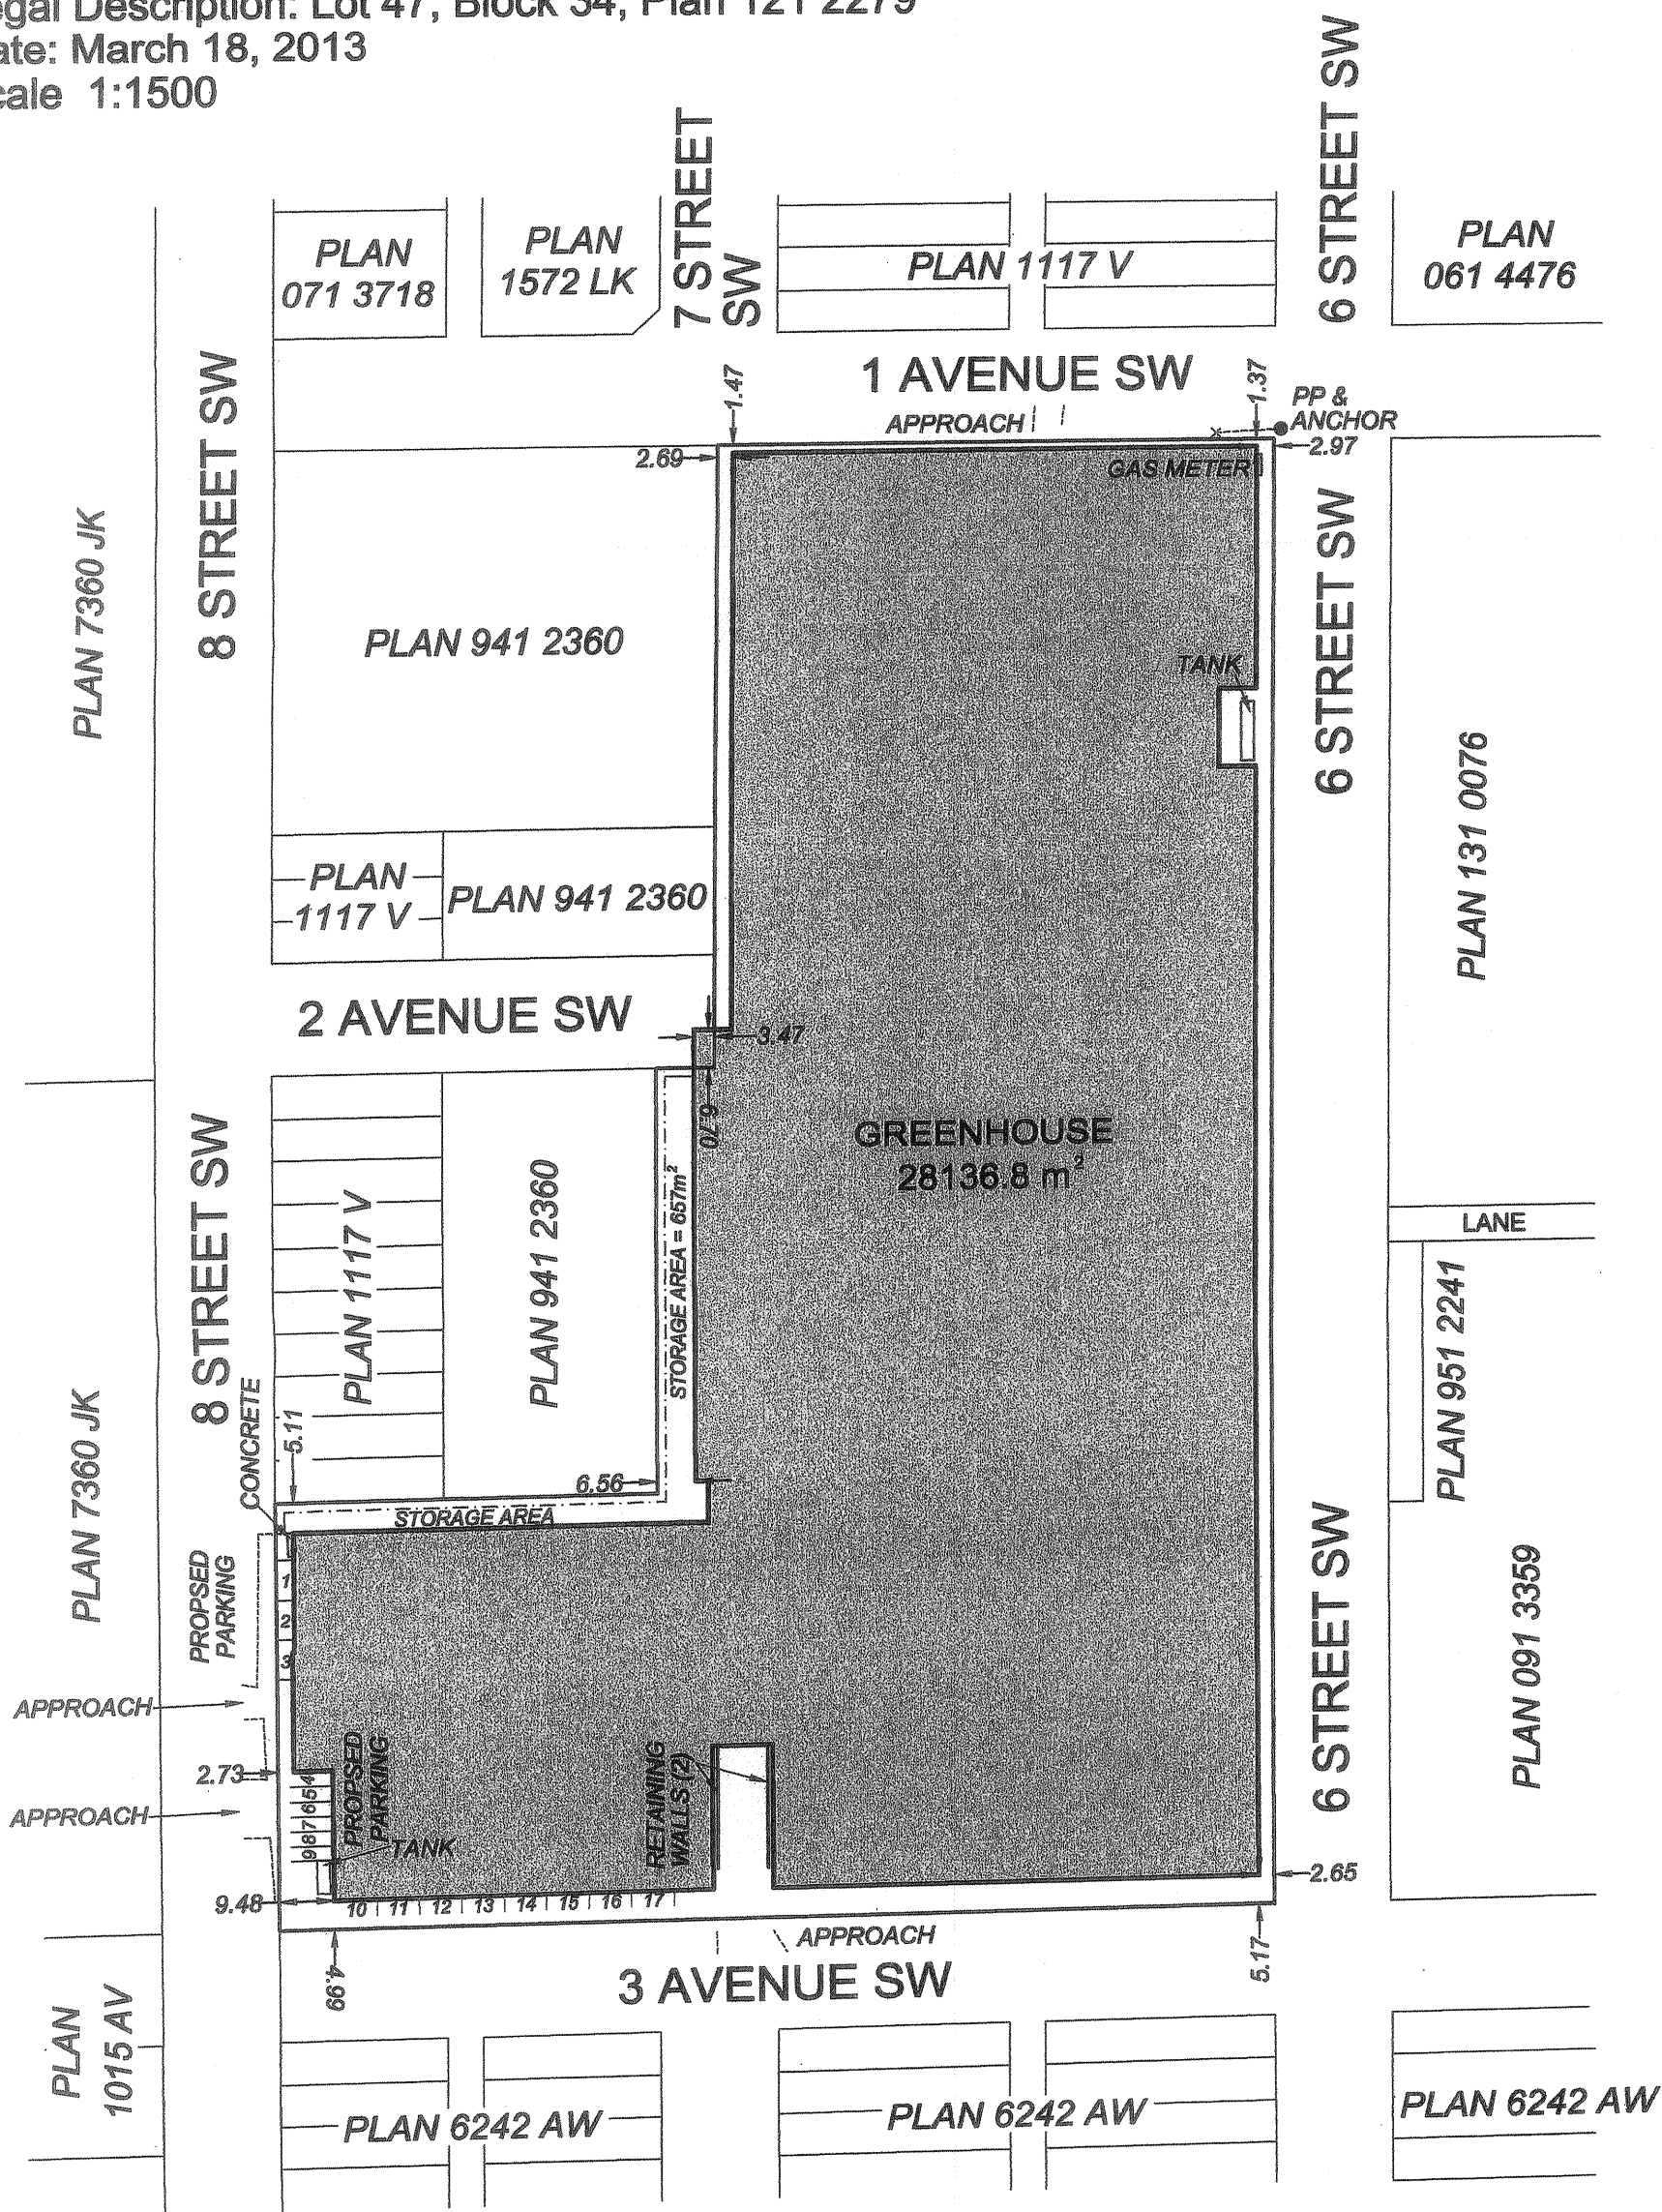 egal Description: Lot 47, Block 34, Plan 121 2279
ate: March 18, 2013
cale 1:1500
7 STREET
SW
6 STREET SW
PLAN
071 3718
PLAN
1572 LK
PLAN 1117 V
PLAN
061 4476
8 STREET SW
1 AVENUE SW
1.47
1.37
APPROACH
PP &
ANCHOR
2.69
2.97
GAS METER
PLAN 7360 JK
6 STREET SW
PLAN 941 2360
TANK
PLAN 131 0076
PLAN
1117 V
PLAN 941 2360
2 AVENUE SW
3.47
6.70
GREENHOUSE
28136.8 m²
8 STREET SW
PLAN 1117 V
PLAN 941 2360
STORAGE AREA = 657m²
LANE
PLAN 951 2241
PLAN 7360 JK
CONCRETE
5.11
6.56
STORAGE AREA
PROPSED
PARKING
1
2
3
6 STREET SW
PLAN 091 3359
APPROACH
2.73
APPROACH
4
5
6
7
8
9
PROPSED
PARKING
TANK
RETAINING
WALLS (2)
2.65
9.48
10 11 12 13 14 15 16 17
APPROACH
4.99
5.17
3 AVENUE SW
PLAN
1015 AV
PLAN 6242 AW
PLAN 6242 AW
PLAN 6242 AW